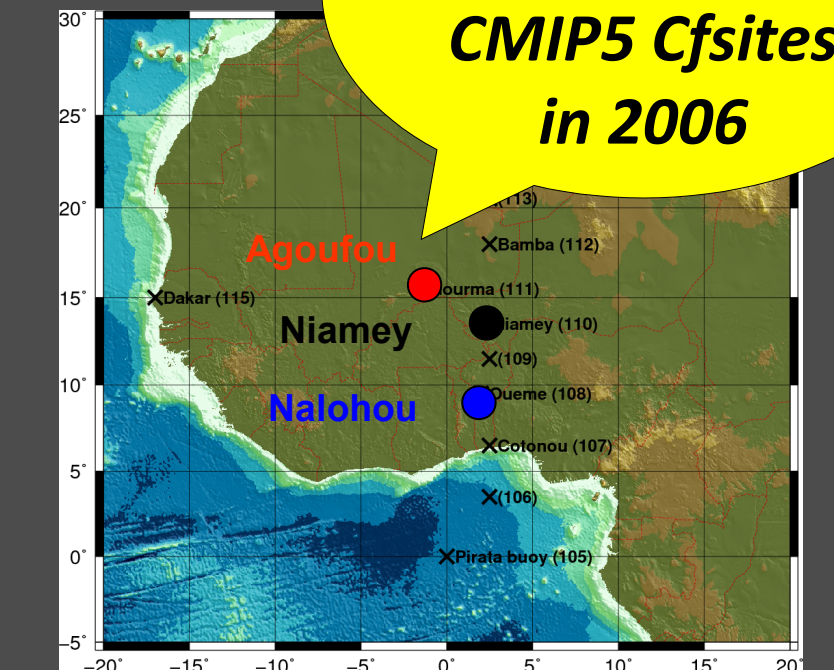 CMIP5 Cfsites
in 2006
30°
25°
20°
(113)
Bamba (112)
Agoufou
ourma (111)
15°
Dakar (115)
Niamey
iamey (110)
(109)
10°
Oueme (108)
Nalohou
Cotonou (107)
5°
(106)
0°
Pirata buoy (105)
-5°
-20° -15° -10° -5° 0° 5° 10° 15° 20°